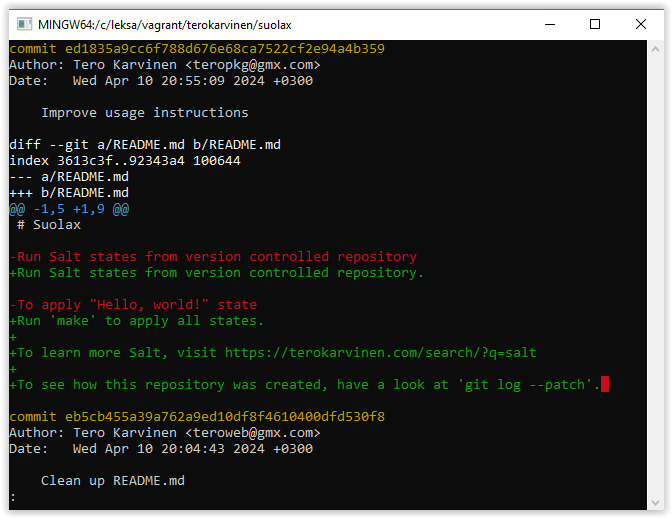 MINGW64:/c/leksa/vagrant/terokarvinen/suolax
commit ed1835a9cc6f788d676e68ca7522cf2e94a4b359
Author: Tero Karvinen <teropkg@gmx.com>
Date:   Wed Apr 10 20:55:09 2024 +0300
    Improve usage instructions
diff --git a/README.md b/README.md
index 3613c3f..92343a4 100644
--- a/README.md
+++ b/README.md
@@ -1,5 +1,9 @@
 # Suolax
-Run Salt states from version controlled repository
+Run Salt states from version controlled repository.
-To apply "Hello, world!" state
+Run 'make' to apply all states.
+
+To learn more Salt, visit https://terokarvinen.com/search/?q=salt
+
+To see how this repository was created, have a look at 'git log --patch'.
commit eb5cb455a39a762a9ed10df8f4610400dfd530f8
Author: Tero Karvinen <teroweb@gmx.com>
Date:   Wed Apr 10 20:04:43 2024 +0300
    Clean up README.md
: